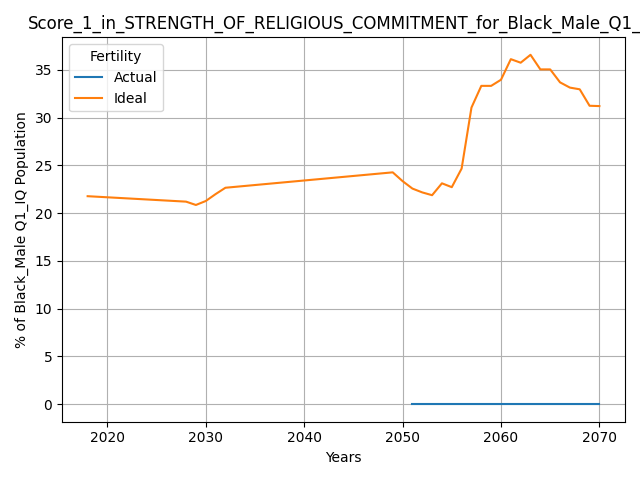 Score_1_in_STRENGTH_OF_RELIGIOUS_COMMITMENT_for_Black_Male_Q1_
Fertility
Actual
Ideal
% of Black_Male Q1_IQ Population
35
30
25
20
15
10
5
0
2020 2030 2040 2050 2060 2070
Years